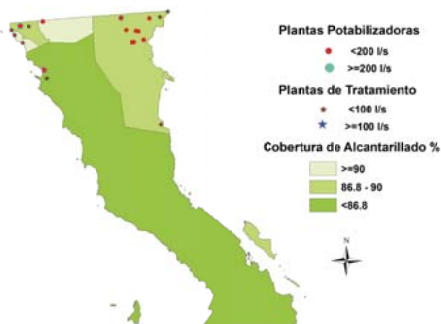 Plantas Potabilizadoras
<200 l/s
>=200 l/s
Plantas de Tratamiento
<100 l/s
>=100 l/s
Cobertura de Alcantarillado %
>=90
86.8 - 90
<86.8
N